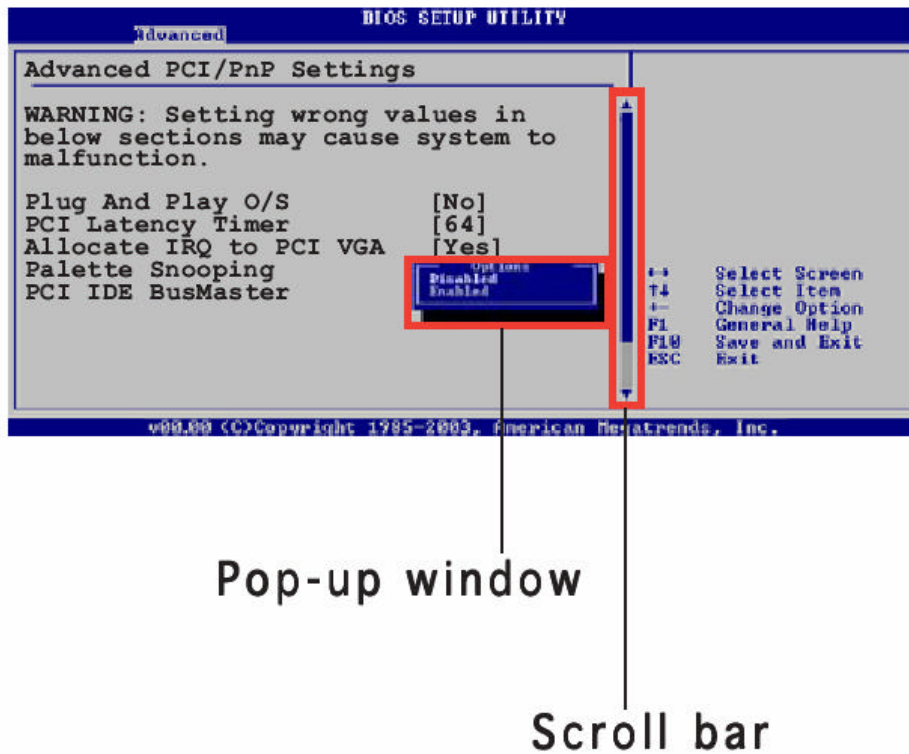 BIOS SETUP UTILITY
Advanced
Advanced PCI/PnP Settings
WARNING: Setting wrong values in
below sections may cause system to
malfunction.
Plug And Play O/S [No]
PCI Latency Timer [64]
Allocate IRQ to PCI VGA [Yes]
Palette Snooping
PCI IDE BusMaster
Options
Disabled
Enabled
←→ Select Screen
↑↓ Select Item
+- Change Option
F1 General Help
F10 Save and Exit
ESC Exit
v00.00 (C)Copyright 1985-2003, American Megatrends, Inc.
Pop-up window
Scroll bar